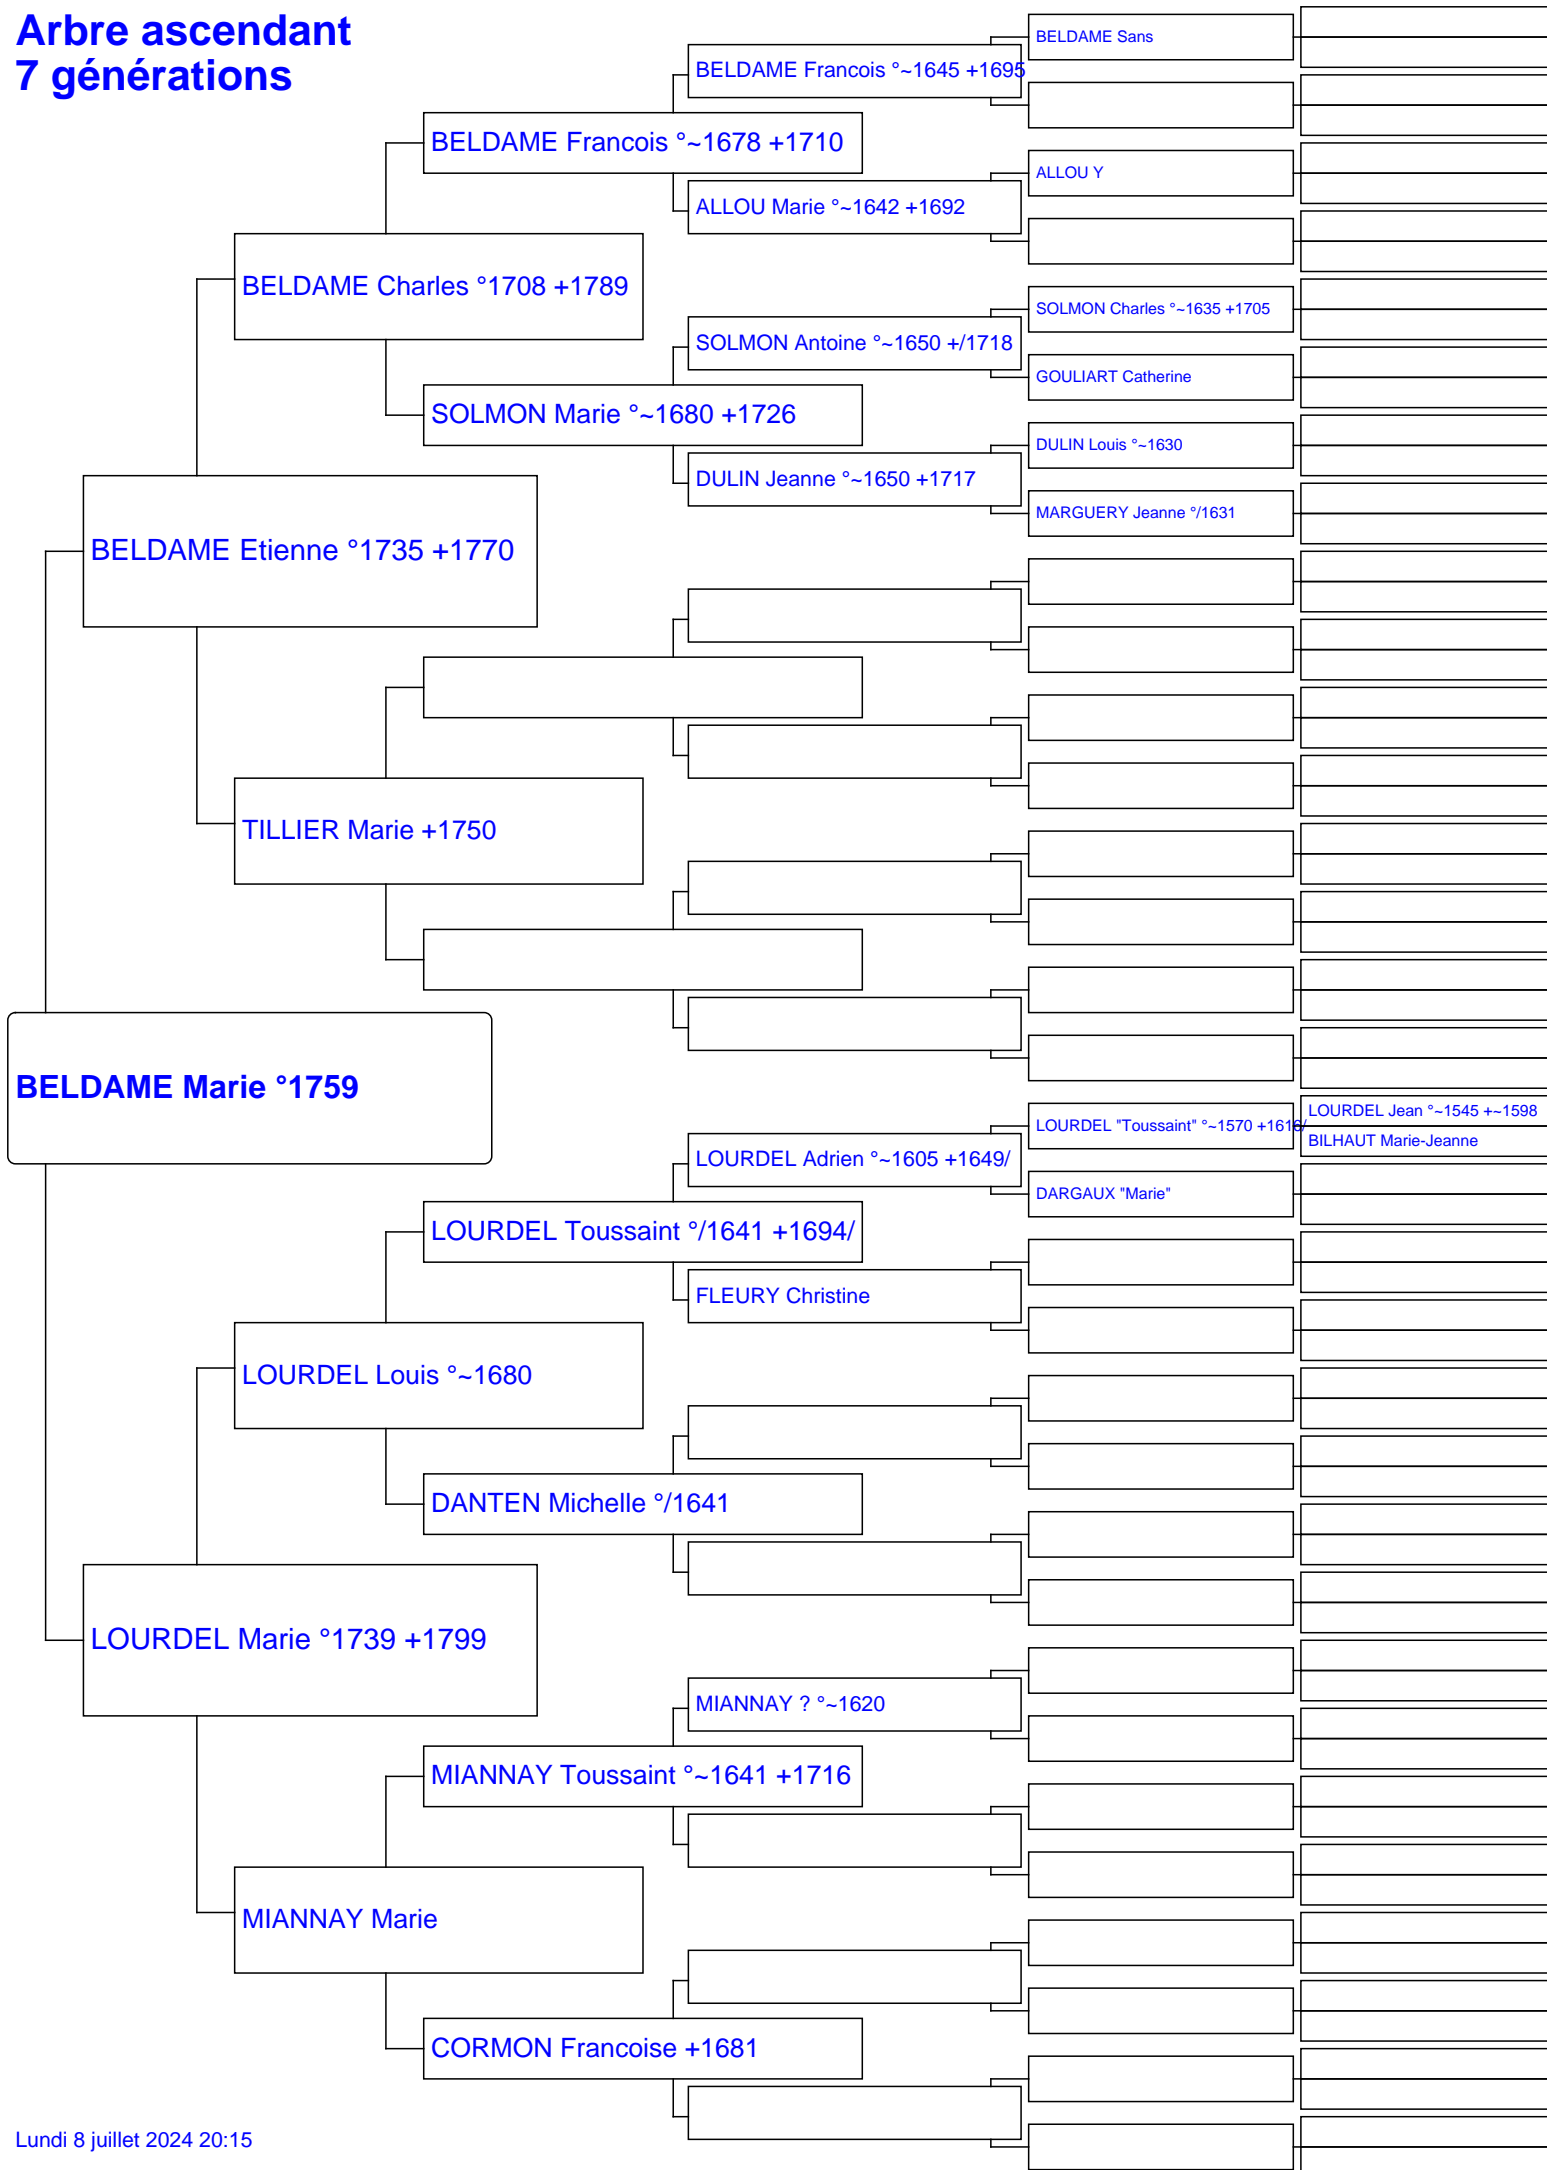 Arbre ascendant
7 générations
BELDAME Sans
BELDAME Francois °~1645 +1695
BELDAME Francois °~1678 +1710
ALLOU Y
ALLOU Marie °~1642 +1692
BELDAME Charles °1708 +1789
SOLMON Charles °~1635 +1705
SOLMON Antoine °~1650 +/1718
GOULIART Catherine
SOLMON Marie °~1680 +1726
DULIN Louis °~1630
DULIN Jeanne °~1650 +1717
MARGUERY Jeanne °/1631
BELDAME Etienne °1735 +1770
TILLIER Marie +1750
BELDAME Marie °1759
LOURDEL Jean °~1545 +~1598
LOURDEL "Toussaint" °~1570 +1616/
BILHAUT Marie-Jeanne
LOURDEL Adrien °~1605 +1649/
DARGAUX "Marie"
LOURDEL Toussaint °/1641 +1694/
FLEURY Christine
LOURDEL Louis °~1680
DANTEN Michelle °/1641
LOURDEL Marie °1739 +1799
MIANNAY ? °~1620
MIANNAY Toussaint °~1641 +1716
MIANNAY Marie
CORMON Francoise +1681
Lundi 8 juillet 2024 20:15